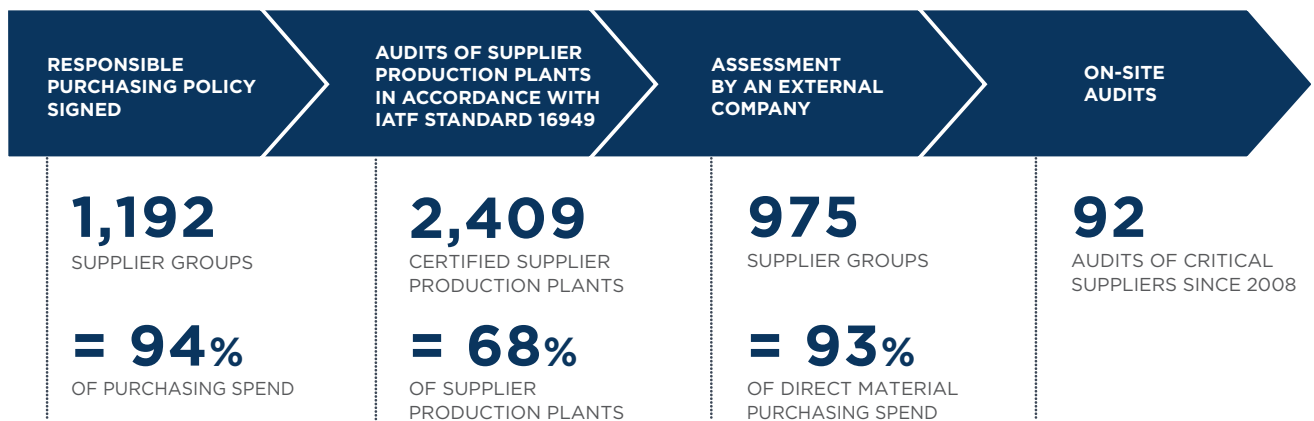 RESPONSIBLE
PURCHASING POLICY
SIGNED
AUDITS OF SUPPLIER
PRODUCTION PLANTS
IN ACCORDANCE WITH
IATF STANDARD 16949
ASSESSMENT
BY AN EXTERNAL
COMPANY
ON-SITE
AUDITS
1,192
SUPPLIER GROUPS
= 94%
OF PURCHASING SPEND
2,409
CERTIFIED SUPPLIER
PRODUCTION PLANTS
= 68%
OF SUPPLIER
PRODUCTION PLANTS
975
SUPPLIER GROUPS
= 93%
OF DIRECT MATERIAL
PURCHASING SPEND
92
AUDITS OF CRITICAL
SUPPLIERS SINCE 2008